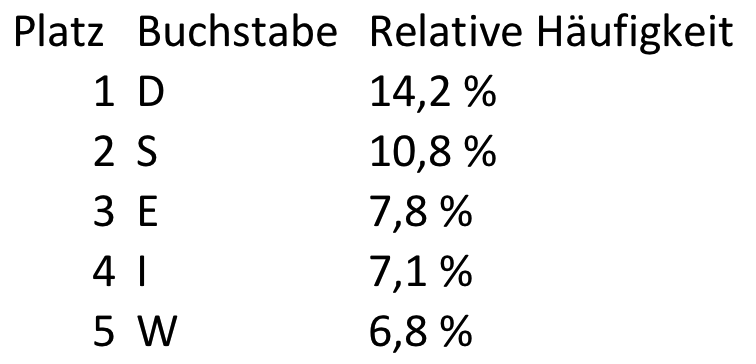 Platz Buchstabe Relative Häufigkeit
1 D 14,2 %
2 S 10,8 %
3 E 7,8 %
4 I 7,1 %
5 W 6,8 %